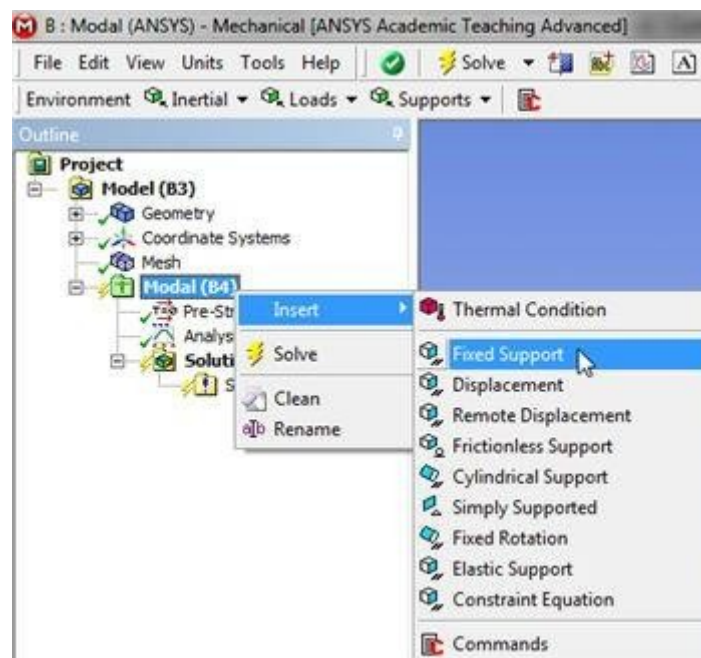 B : Modal (ANSYS) - Mechanical [ANSYS Academic Teaching Advanced]
File Edit View Units Tools Help Solve A
Environment Inertial Loads Supports
Outline
Project
Model (B3)
Geometry
Coordinate Systems
Mesh
Modal (B4)
Pre-St
Analys
Soluti
S
Insert
Solve
Clean
Rename
Thermal Condition
Fixed Support
Displacement
Remote Displacement
Frictionless Support
Cylindrical Support
Simply Supported
Fixed Rotation
Elastic Support
Constraint Equation
Commands